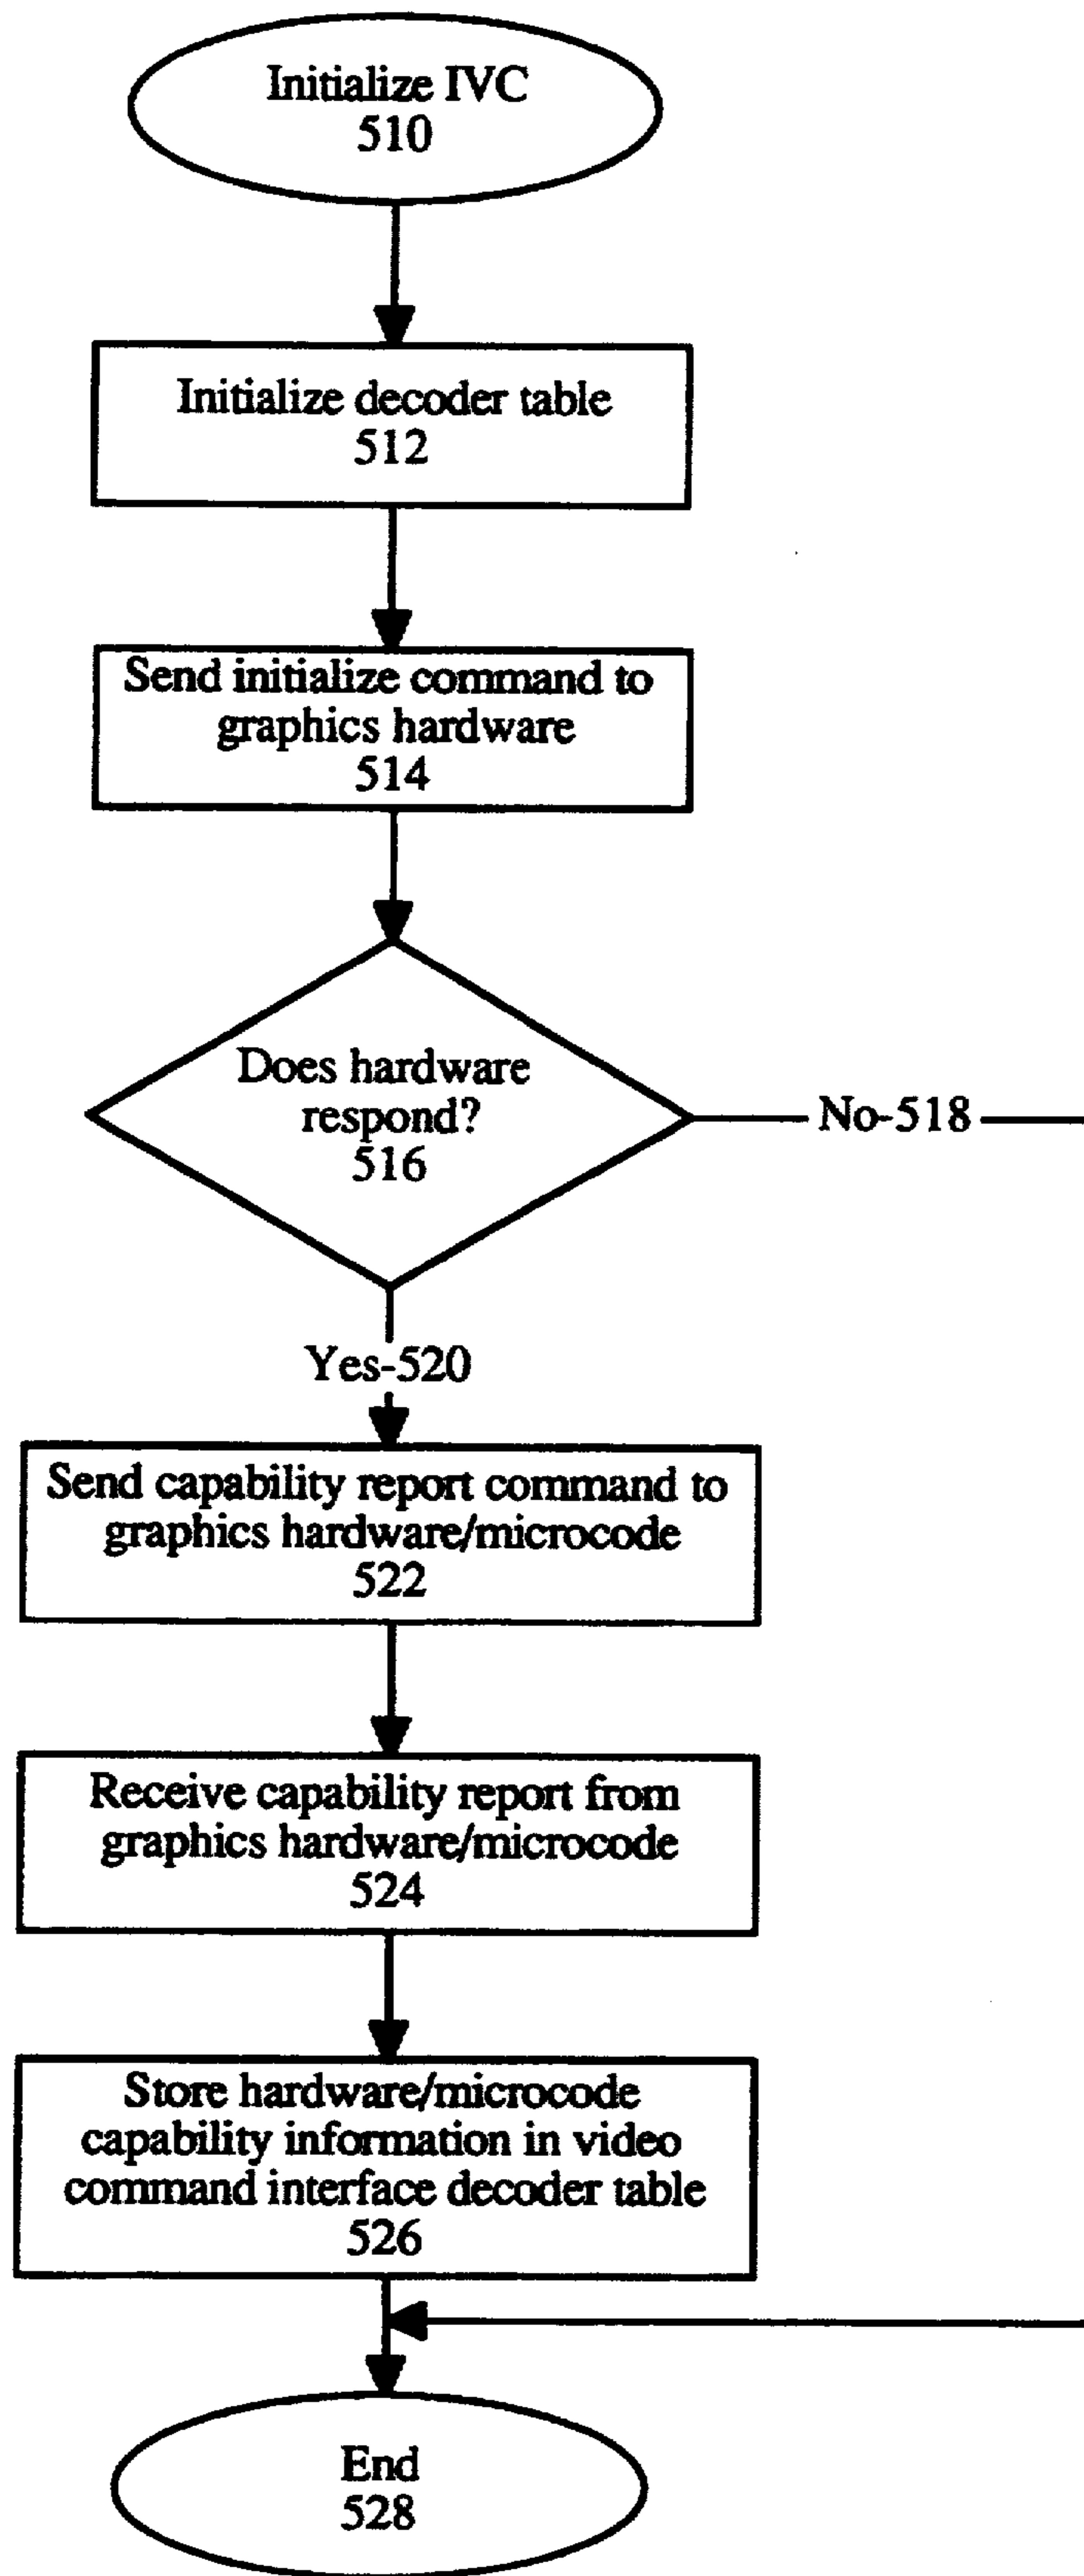 Initialize IVC
510
Initialize decoder table
512
Send initialize command to
graphics hardware
514
Does hardware
respond?
516
No-518
Yes-520
Send capability report command to
graphics hardware/microcode
522
Receive capability report from
graphics hardware/microcode
524
Store hardware/microcode
capability information in video
command interface decoder table
526
End
528